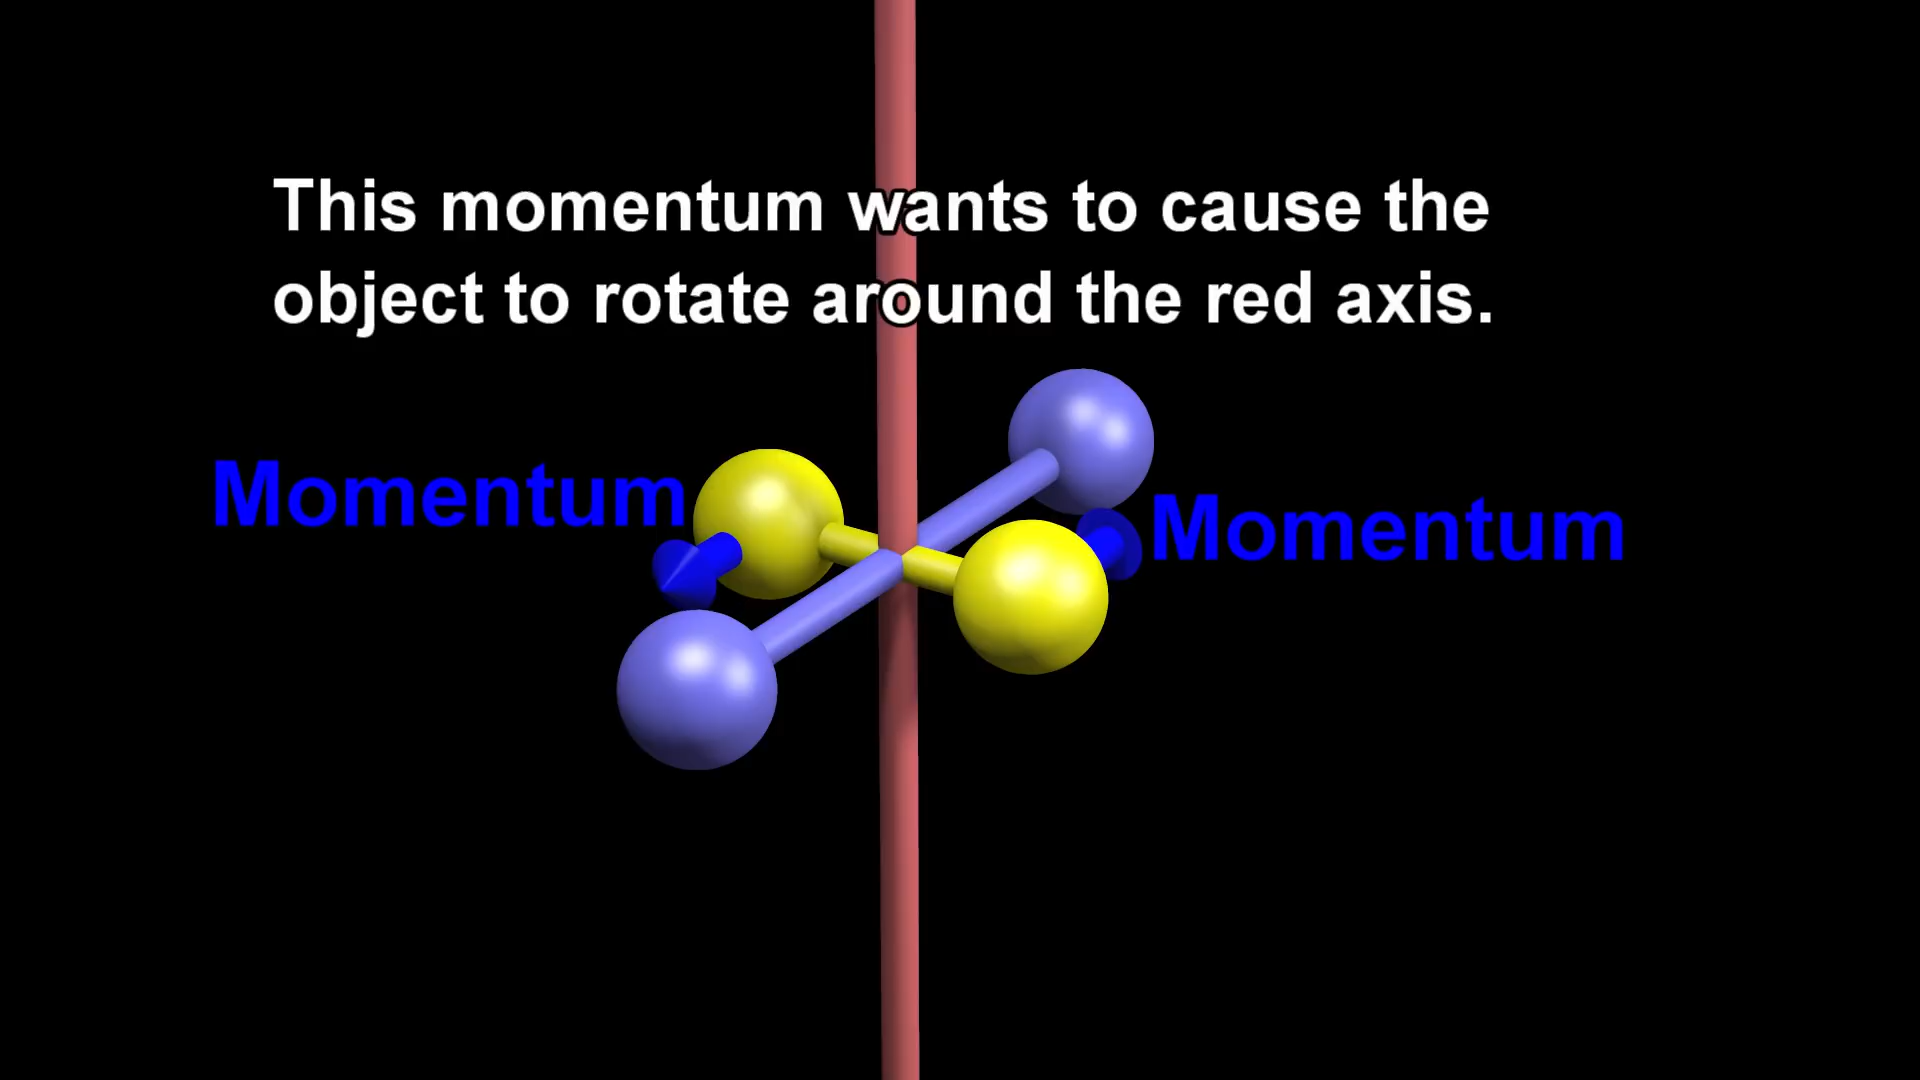 This momentum wants to cause the
object to rotate around the red axis.
Momentum
Momentum